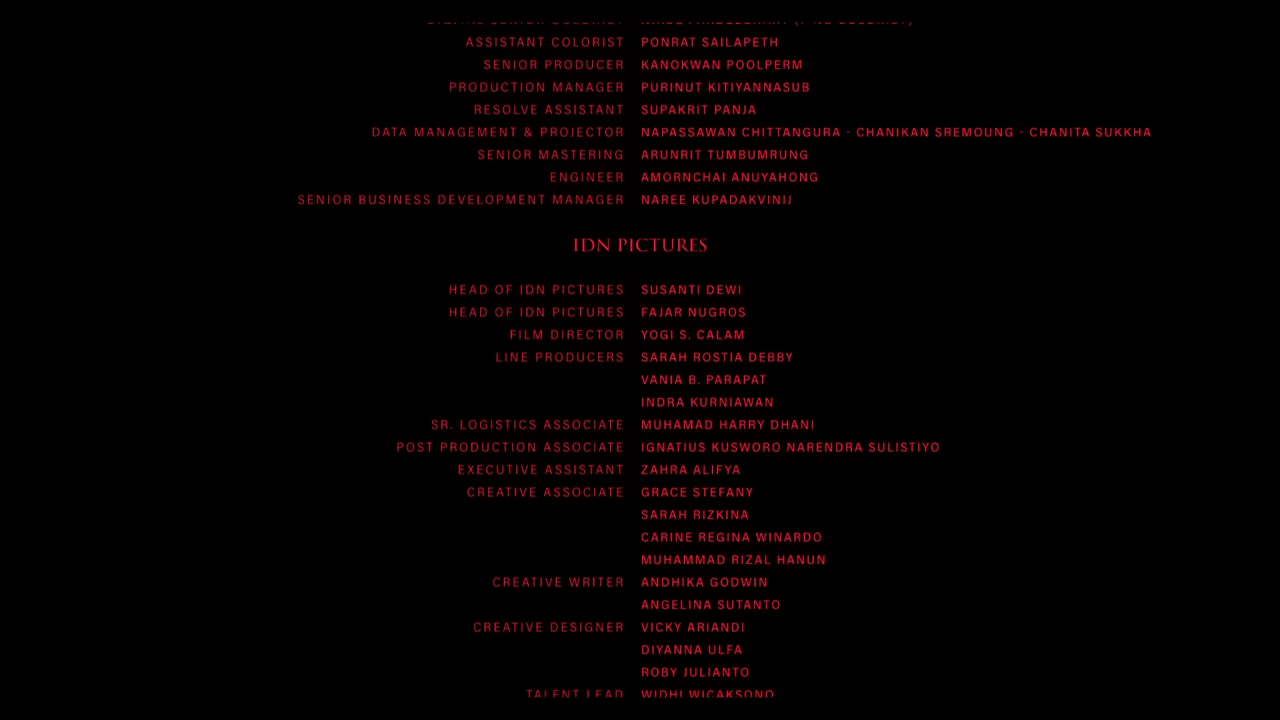 ASSISTANT COLORIST PONRAT SAILAPETH
SENIOR PRODUCER KANOKWAN POOLPERM
PRODUCTION MANAGER PURINUT KITIYANNASUB
RESOLVE ASSISTANT SUPAKRIT PANJA
DATA MANAGEMENT & PROJECTOR NAPASSAWAN CHITTANGURA - CHANIKAN SREMOUNG - CHANITA SUKKHA
SENIOR MASTERING ARUNRIT TUMBUMRUNG
ENGINEER AMORNCHAI ANUYAHONG
SENIOR BUSINESS DEVELOPMENT MANAGER NAREE KUPADAKVINIJ
IDN PICTURES
HEAD OF IDN PICTURES SUSANTI DEWI
HEAD OF IDN PICTURES FAJAR NUGROS
FILM DIRECTOR YOGI S. CALAM
LINE PRODUCERS SARAH ROSTIA DEBBY
VANIA B. PARAPAT
INDRA KURNIAWAN
SR. LOGISTICS ASSOCIATE MUHAMAD HARRY DHANI
POST PRODUCTION ASSOCIATE IGNATIUS KUSWORO NARENDRA SULISTIYO
EXECUTIVE ASSISTANT ZAHRA ALIFYA
CREATIVE ASSOCIATE GRACE STEFANY
SARAH RIZKINA
CARINE REGINA WINARDO
MUHAMMAD RIZAL HANUN
CREATIVE WRITER ANDHIKA GODWIN
ANGELINA SUTANTO
CREATIVE DESIGNER VICKY ARIANDI
DIYANNA ULFA
ROBY JULIANTO
TALENT LEAD WIDHI WICAKSONO